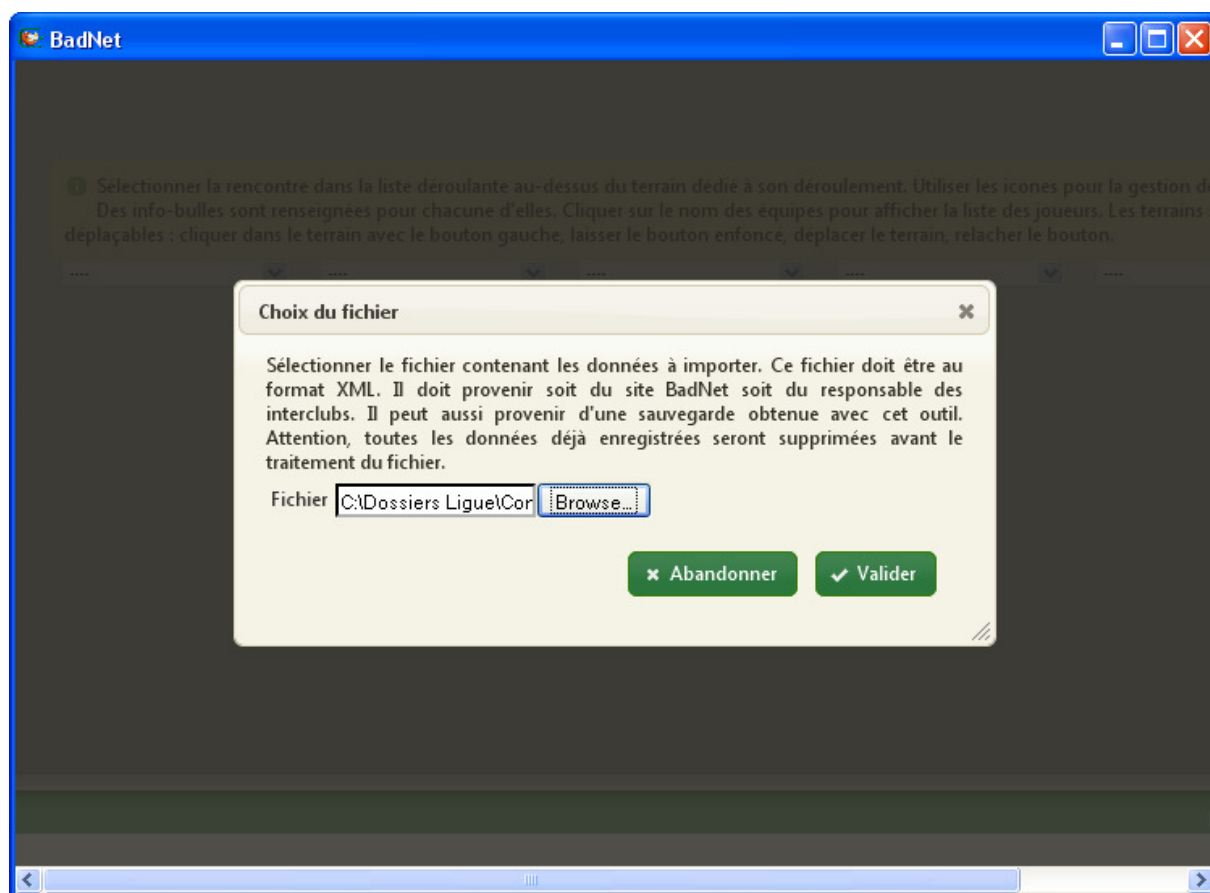 BadNet
Sélectionner la rencontre dans la liste déroulante au-dessus du terrain dédié à son déroulement. Utiliser les icones pour la gestion
Des info-bulles sont renseignées pour chacune d'elles. Cliquer sur le nom des équipes pour afficher la liste des joueurs. Les terrains
déplaçables : cliquer dans le terrain avec le bouton gauche, laisser le bouton enfoncé, déplacer le terrain, relacher le bouton.
---- ---- ---- ---- ----
Choix du fichier
Sélectionner le fichier contenant les données à importer. Ce fichier doit être au
format XML. Il doit provenir soit du site BadNet soit du responsable des
interclubs. Il peut aussi provenir d'une sauvegarde obtenue avec cet outil.
Attention, toutes les données déjà enregistrées seront supprimées avant le
traitement du fichier.
Fichier C:\Dossiers Ligue\Cor Browse...
Abandonner Valider